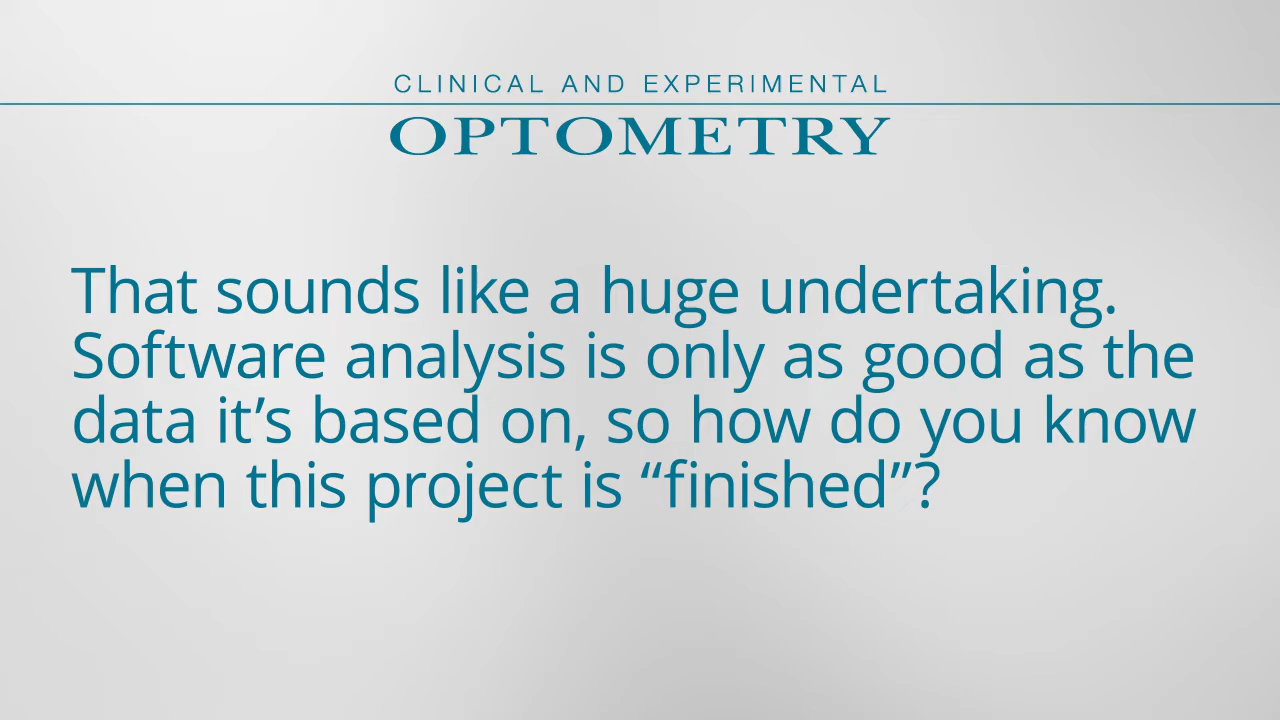 CLINICAL AND EXPERIMENTAL
OPTOMETRY
That sounds like a huge undertaking.
Software analysis is only as good as the
data it’s based on, so how do you know
when this project is “finished”?